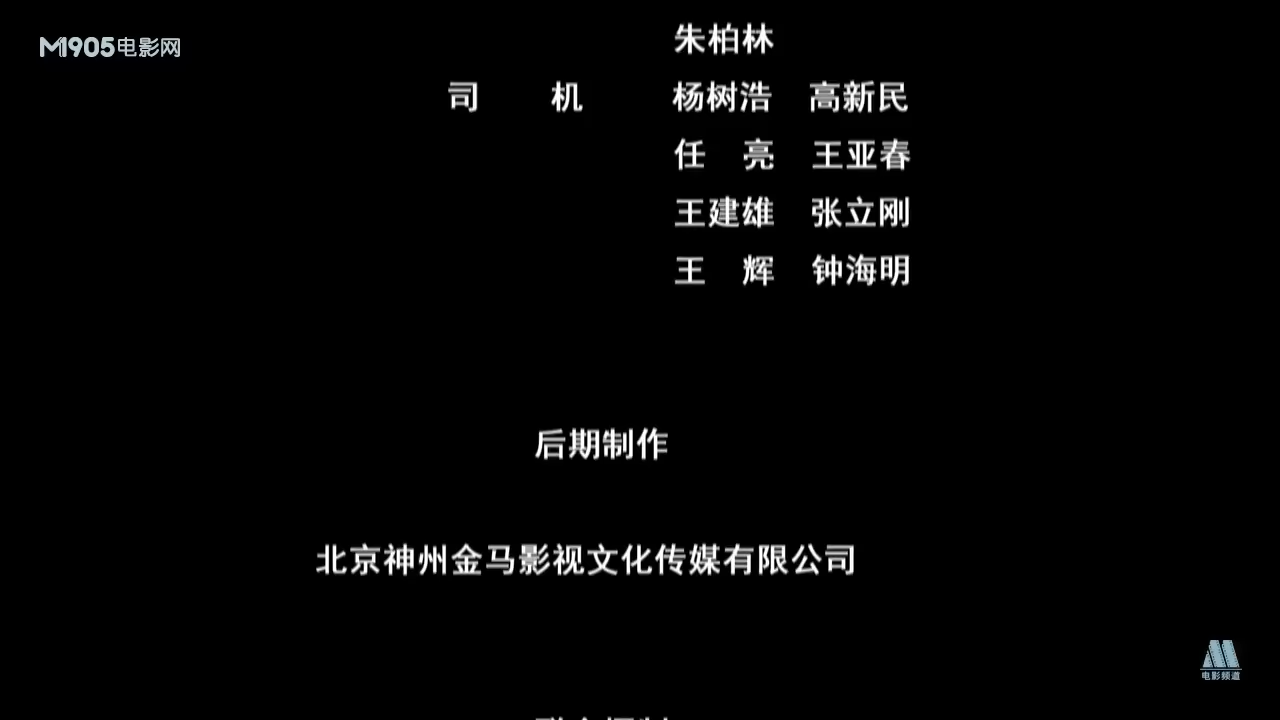 朱柏林
M1905电影网
司 机 杨树浩 高新民
任 亮 王亚春
王建雄 张立刚
王 辉 钟海明
后期制作
北京神州金马影视文化传媒有限公司
电影频道